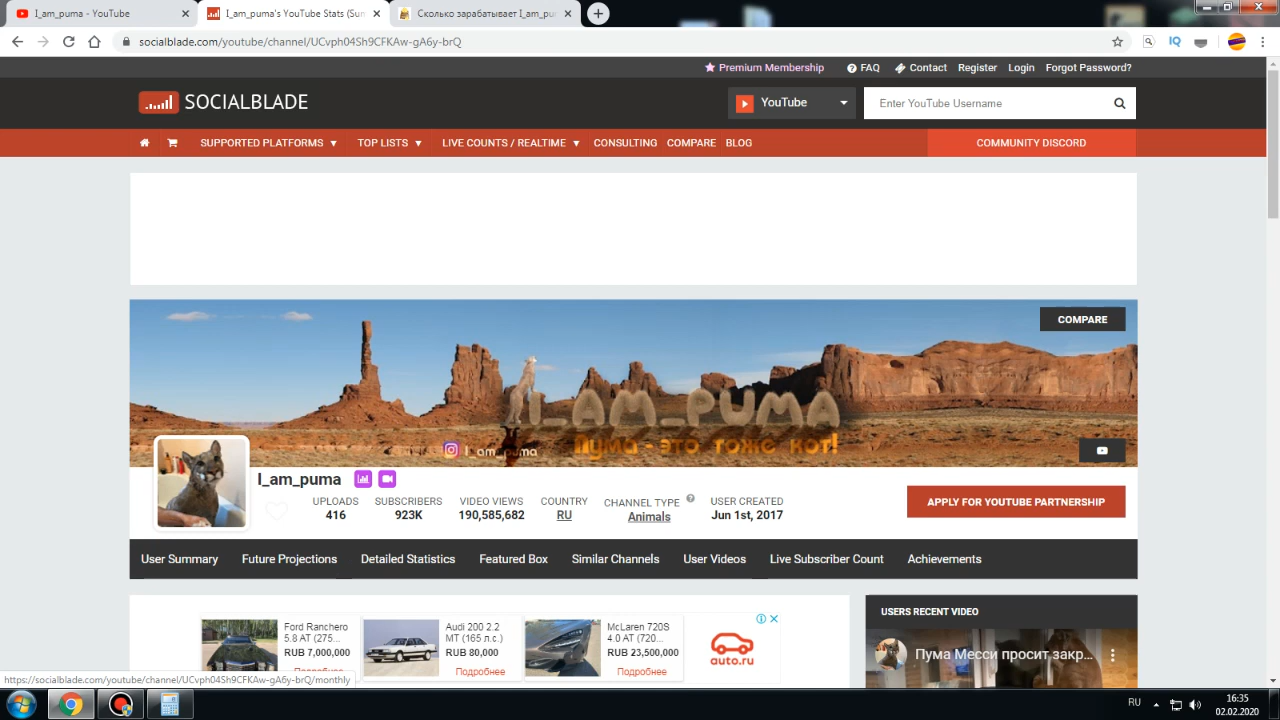 I_am_puma - YouTube
I_am_puma's YouTube Stats (Sum
Сколько зарабатывает I_am_pu
socialblade.com/youtube/channel/UCvph04Sh9CFKAw-gA6y-brQ
IQ
Premium Membership
FAQ
Contact
Register
Login
Forgot Password?
SOCIALBLADE
YouTube
Enter YouTube Username
SUPPORTED PLATFORMS
TOP LISTS
LIVE COUNTS / REALTIME
CONSULTING
COMPARE
BLOG
COMMUNITY DISCORD
COMPARE
I_AM_PUMA
I_am_puma
Пума -это тоже кот!
I_am_puma
UPLOADS
416
SUBSCRIBERS
923K
VIDEO VIEWS
190,585,682
COUNTRY
RU
CHANNEL TYPE
Animals
USER CREATED
Jun 1st, 2017
APPLY FOR YOUTUBE PARTNERSHIP
User Summary
Future Projections
Detailed Statistics
Featured Box
Similar Channels
User Videos
Live Subscriber Count
Achievements
Ford Ranchero
5.8 AT (275...
RUB 7,000,000
Подробнее
Audi 200 2.2
MT (165 л.с.)
RUB 80,000
Подробнее
McLaren 720S
4.0 AT (720...
RUB 23,500,000
Подробнее
auto.ru
USERS RECENT VIDEO
Пума Месси просит закр...
https://socialblade.com/youtube/channel/UCvph04Sh9CFKAw-gA6y-brQ/monthly
RU
16:35
02.02.2020